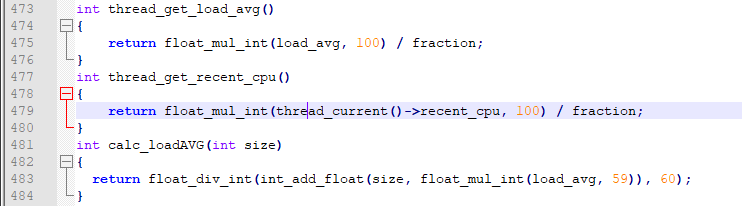 473 int thread_get_load_avg()
474 {
475 return float_mul_int(load_avg, 100) / fraction;
476 }
477 int thread_get_recent_cpu()
478 {
479 return float_mul_int(thread_current()->recent_cpu, 100) / fraction;
480 }
481 int calc_loadAVG(int size)
482 {
483 return float_div_int(int_add_float(size, float_mul_int(load_avg, 59)), 60);
484 }